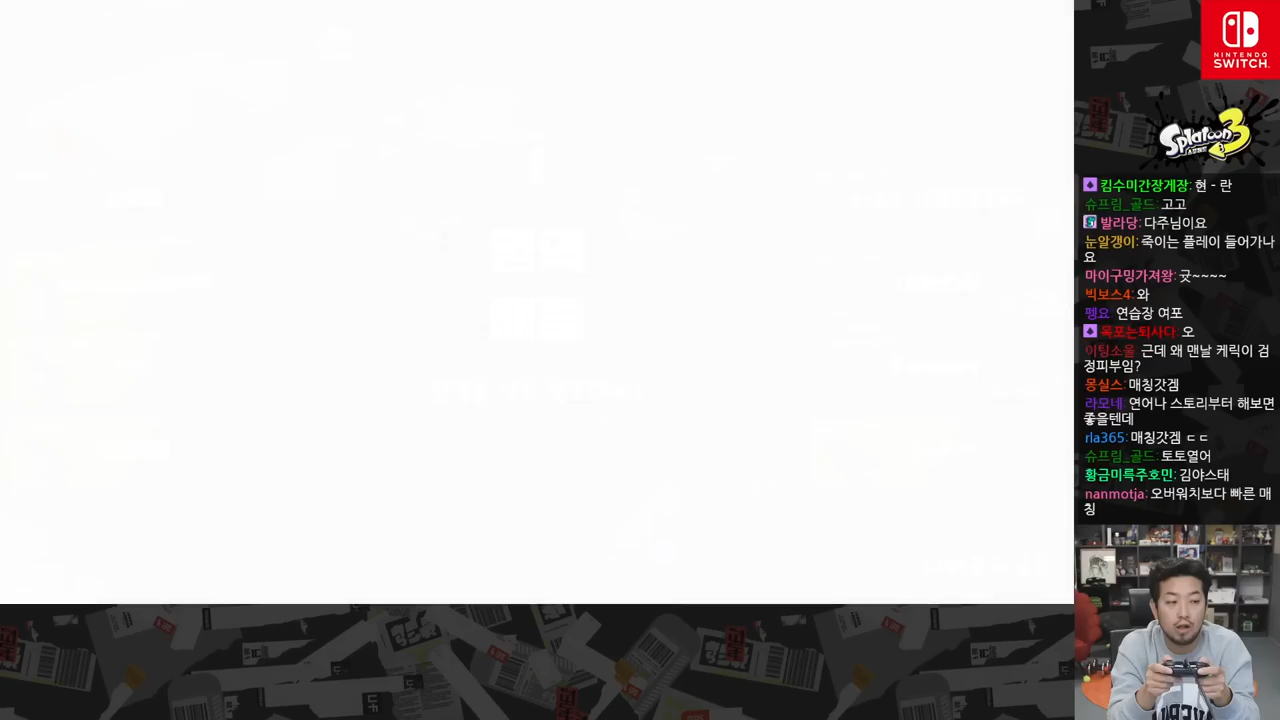 NINTENDO
SWITCH.
Splatoon 3
킴수미간장게장: 현 - 란
슈프림_골드: 고고
발라당: 다주님이요
눈알갱이: 죽이는 플레이 들어가나
요
마이구밍가져왕: 긋~~~~
빅보스4: 와
펭요: 연습장 여포
폭포는퇴사다: 오
이팅소울: 근데 왜 맨날 케릭이 검
정피부임?
몽실스: 매칭갓겜
라모네: 연어나 스토리부터 해보면
좋을텐데
rla365: 매칭갓겜 ㄷㄷ
슈프림_골드: 토토열어
황금미륵주호민: 김야스태
nanmotja: 오버워치보다 빠른 매
칭